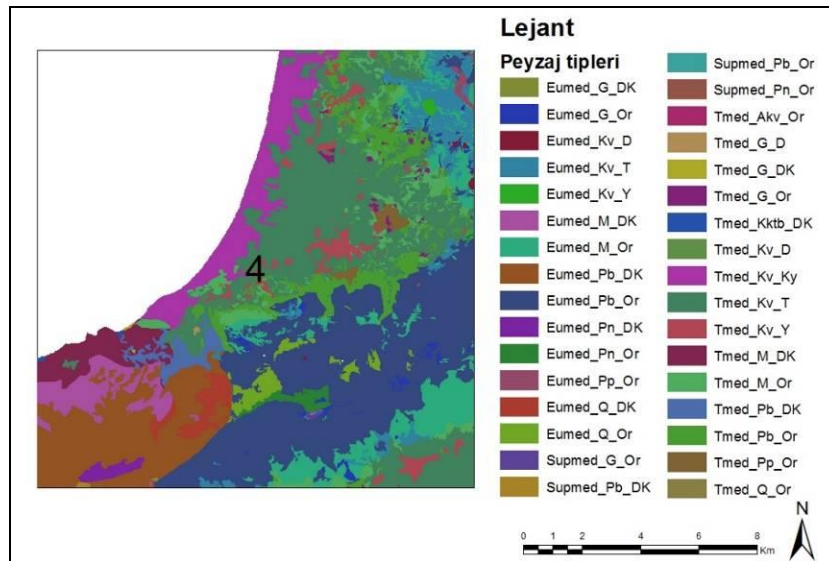 Lejant
Peyzaj tipleri
Eumed_G_DK
Eumed_G_Or
Eumed_Kv_D
Eumed_Kv_T
Eumed_Kv_Y
Eumed_M_DK
Eumed_M_Or
Eumed_Pb_DK
Eumed_Pb_Or
Eumed_Pn_DK
Eumed_Pn_Or
Eumed_Pp_Or
Eumed_Q_DK
Eumed_Q_Or
Supmed_G_Or
Supmed_Pb_DK
Supmed_Pb_Or
Supmed_Pn_Or
Tmed_Akv_Or
Tmed_G_D
Tmed_G_DK
Tmed_G_Or
Tmed_Kktb_DK
Tmed_Kv_D
Tmed_Kv_Ky
Tmed_Kv_T
Tmed_Kv_Y
Tmed_M_DK
Tmed_M_Or
Tmed_Pb_DK
Tmed_Pb_Or
Tmed_Pp_Or
Tmed_Q_Or
4
N
0 1 2 4 6 8
Km